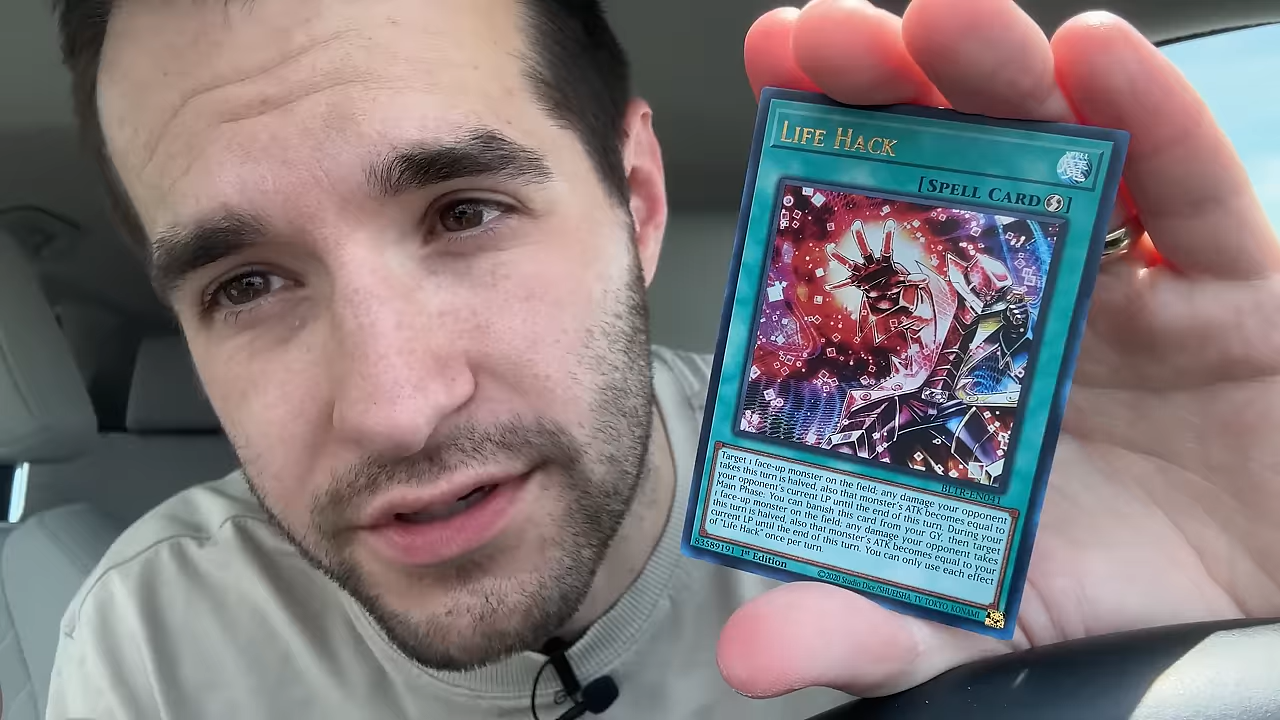 LIFE HACK
SPELL
魔
[SPELL CARD]
BLTR-EN041
Target 1 face-up monster on the field; any damage your opponent
takes this turn is halved, also that monster's ATK becomes equal to
your opponent's current LP until the end of this turn. During your
Main Phase: You can banish this card from your GY, then target
1 face-up monster on the field; any damage your opponent takes
this turn is halved, also that monster's ATK becomes equal to your
current LP until the end of this turn. You can only use each effect
of "Life Hack" once per turn.
83589191 1st Edition
©2020 Studio Dice/SHUEISHA, TV TOKYO, KONAMI